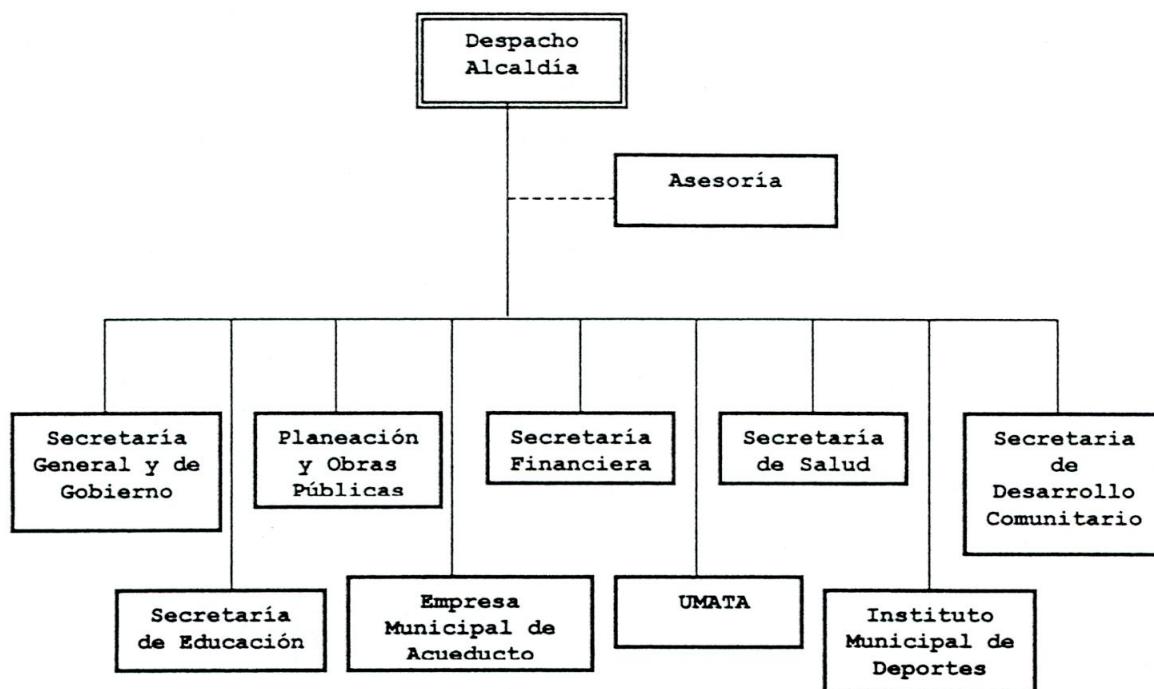 Despacho
Alcaldía
Asesoría
Secretaría
General y de
Gobierno
Planeación
y Obras
Públicas
Secretaría
Financiera
Secretaría
de Salud
Secretaria
de
Desarrollo
Comunitario
Secretaría
de Educación
Empresa
Municipal de
Acueducto
UMATA
Instituto
Municipal de
Deportes